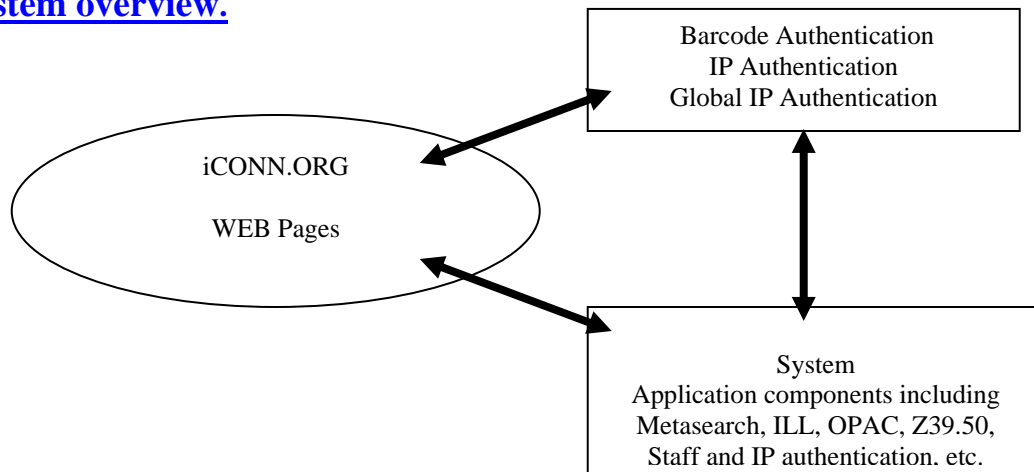 stem overview.
Barcode Authentication
IP Authentication
Global IP Authentication
iCONN.ORG
WEB Pages
System
Application components including
Metasearch, ILL, OPAC, Z39.50,
Staff and IP authentication, etc.